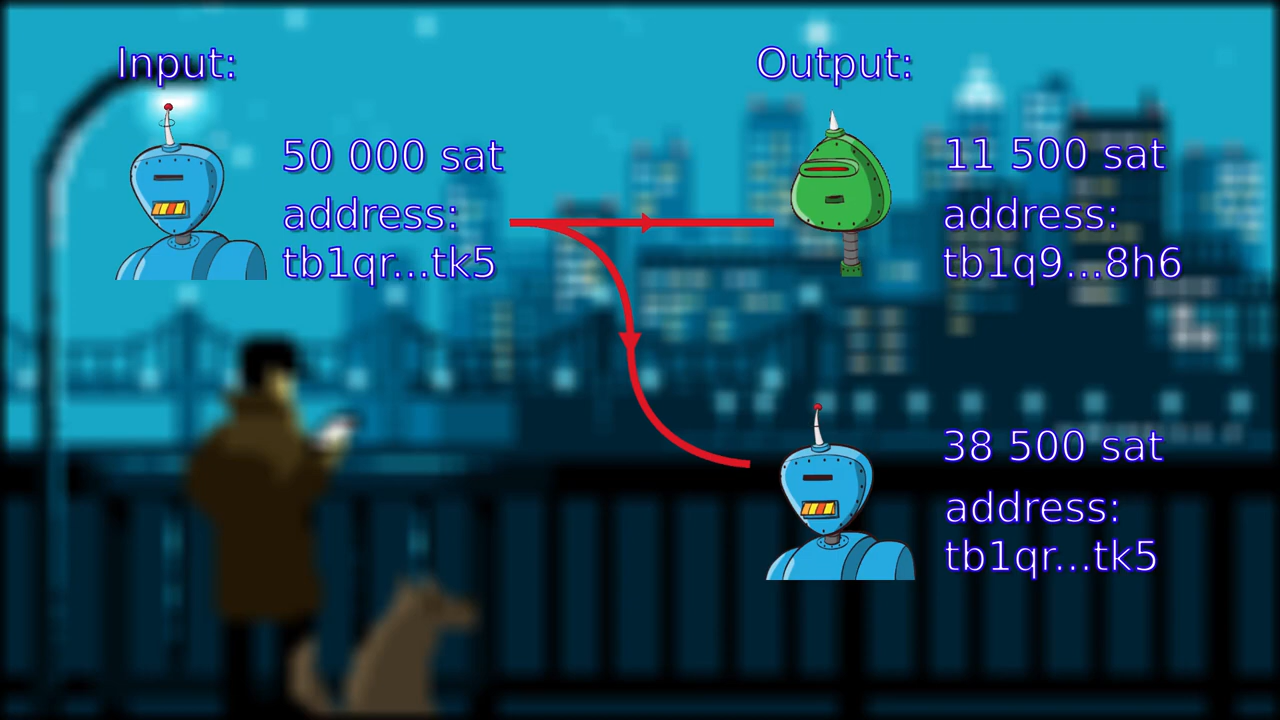 Input:
50 000 sat
address:
tb1qr...tk5
Output:
11 500 sat
address:
tb1q9...8h6
38 500 sat
address:
tb1qr...tk5